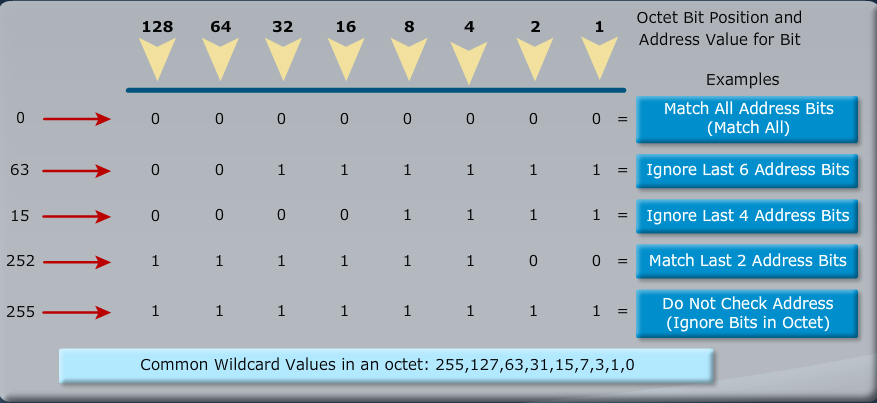 128 64 32 16 8 4 2 1
Octet Bit Position and
Address Value for Bit
Examples
0 0 0 0 0 0 0 0 0 = Match All Address Bits
(Match All)
63 0 0 1 1 1 1 1 1 = Ignore Last 6 Address Bits
15 0 0 0 0 1 1 1 1 = Ignore Last 4 Address Bits
252 1 1 1 1 1 1 0 0 = Match Last 2 Address Bits
255 1 1 1 1 1 1 1 1 = Do Not Check Address
(Ignore Bits in Octet)
Common Wildcard Values in an octet: 255,127,63,31,15,7,3,1,0